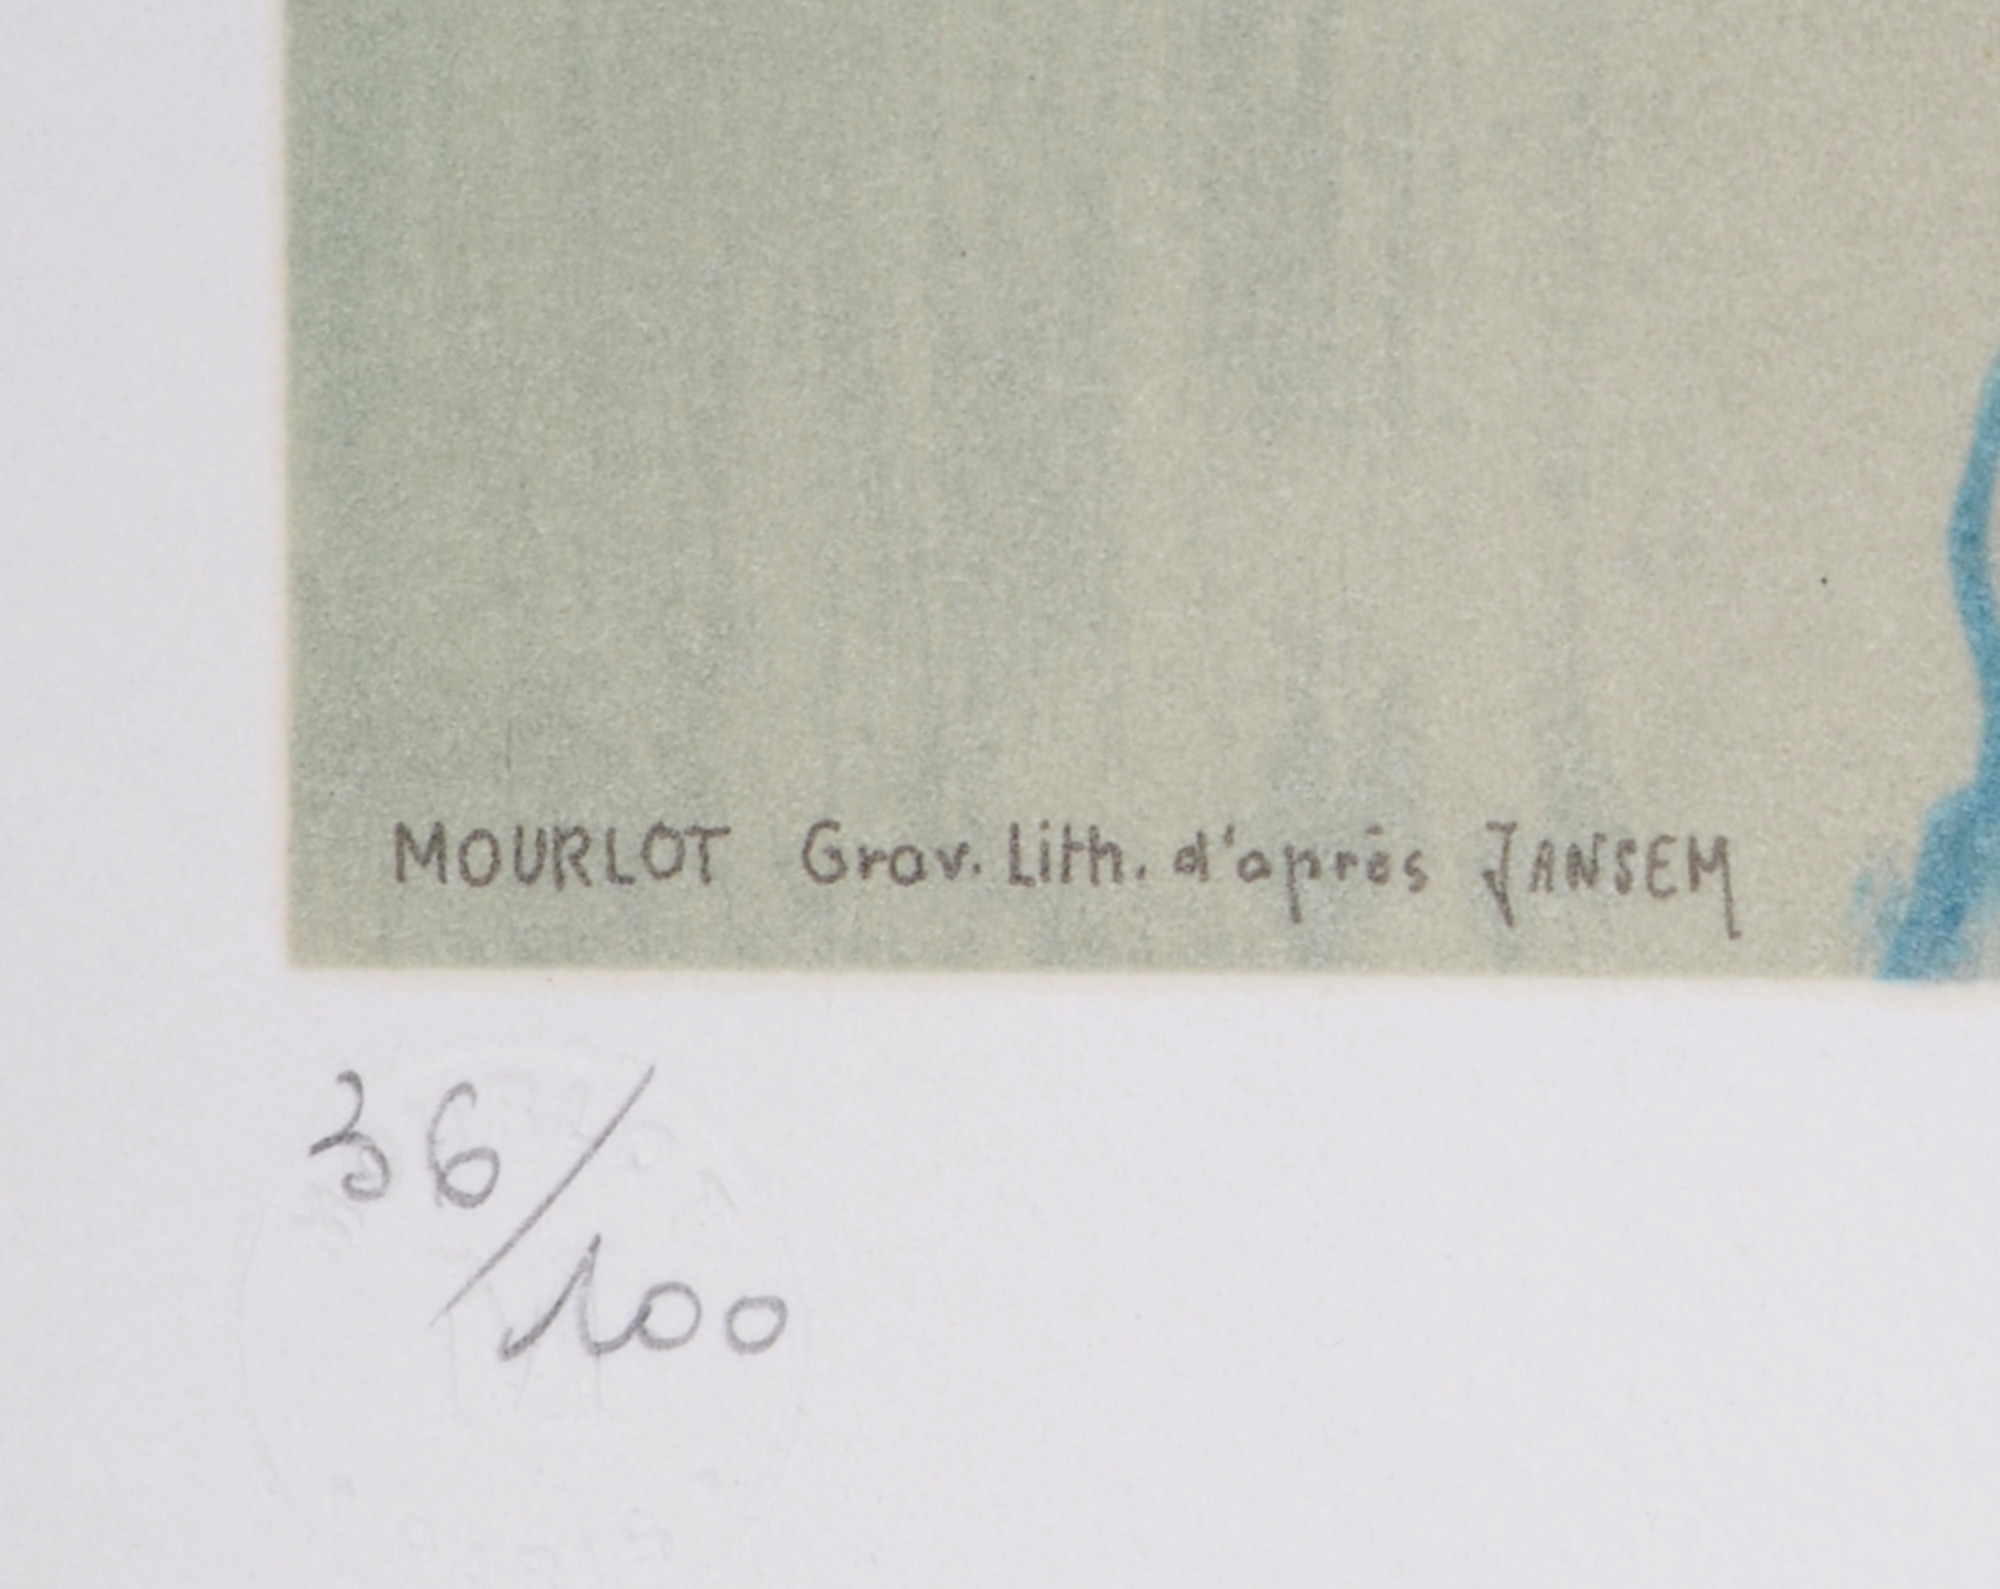 MOURLOT Grav. Lith. d'après JANSEM
36/100